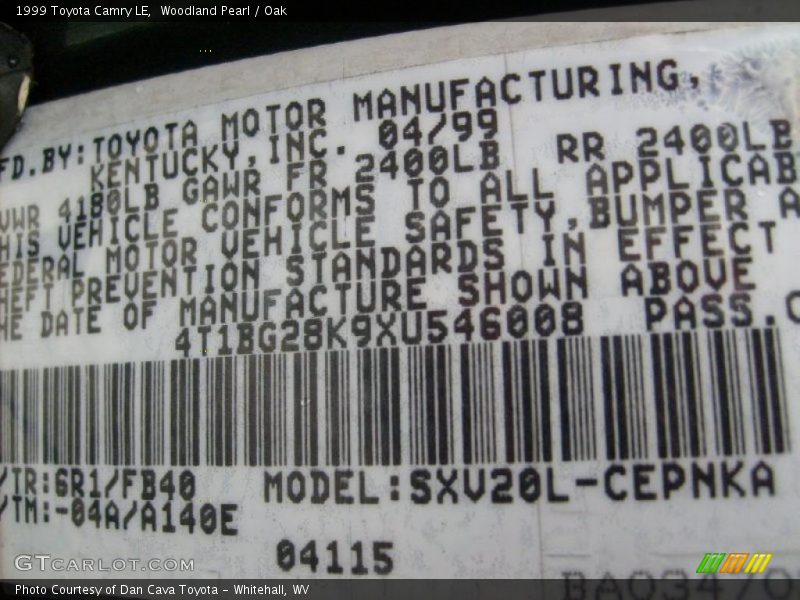 1999 Toyota Camry LE, Woodland Pearl / Oak
FD.BY:TOYOTA MOTOR MANUFACTURING,
KENTUCKY,INC. 04/99
VWR 4180LB GAWR FR 2400LB RR 2400LB
HIS VEHICLE CONFORMS TO ALL APPLICAB
EDERAL MOTOR VEHICLE SAFETY,BUMPER A
HEFT PREVENTION STANDARDS IN EFFECT
HE DATE OF MANUFACTURE SHOWN ABOVE
4T1BG28K9XU546008 PASS.C
/TR:6R1/FB40 MODEL:SXV20L-CEPNKA
/TM:-04A/A140E
04115
GTCARLOT.COM
Photo Courtesy of Dan Cava Toyota - Whitehall, WV